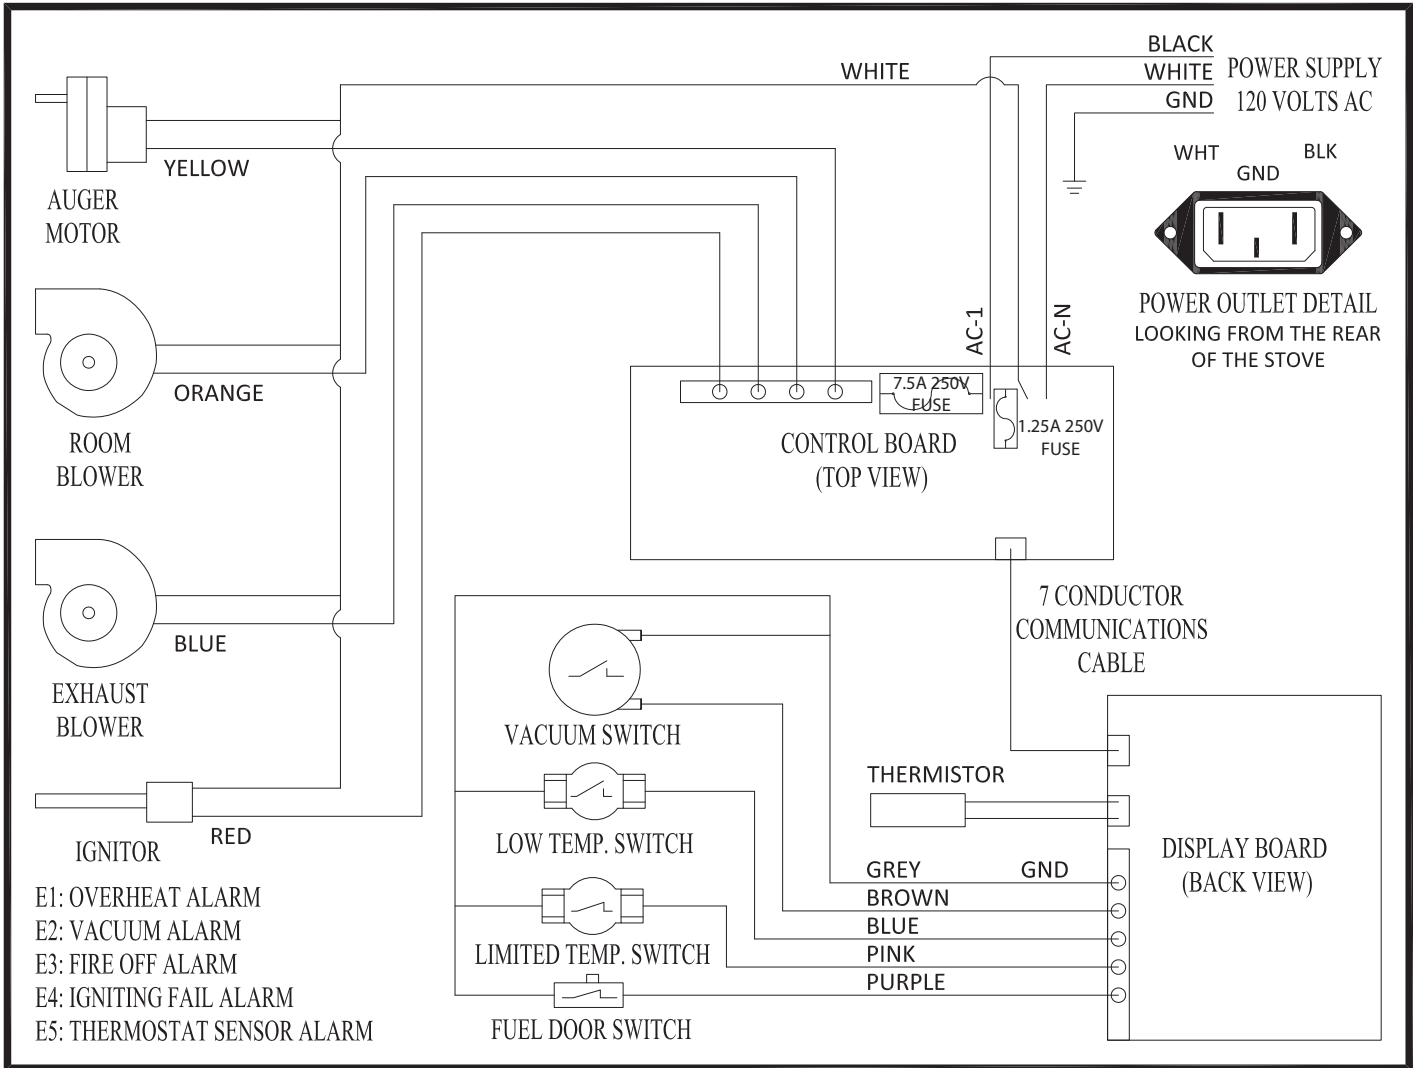 BLACK
WHITE
WHITE
GND
POWER SUPPLY
120 VOLTS AC
WHT
BLK
GND
YELLOW
AUGER
MOTOR
POWER OUTLET DETAIL
LOOKING FROM THE REAR
OF THE STOVE
AC-1
AC-N
ORANGE
7.5A 250V
FUSE
1.25A 250V
FUSE
ROOM
BLOWER
CONTROL BOARD
(TOP VIEW)
7 CONDUCTOR
COMMUNICATIONS
CABLE
BLUE
EXHAUST
BLOWER
VACUUM SWITCH
THERMISTOR
RED
IGNITOR
LOW TEMP. SWITCH
DISPLAY BOARD
(BACK VIEW)
GREY
GND
BROWN
BLUE
PINK
PURPLE
LIMITED TEMP. SWITCH
FUEL DOOR SWITCH
E1: OVERHEAT ALARM
E2: VACUUM ALARM
E3: FIRE OFF ALARM
E4: IGNITING FAIL ALARM
E5: THERMOSTAT SENSOR ALARM